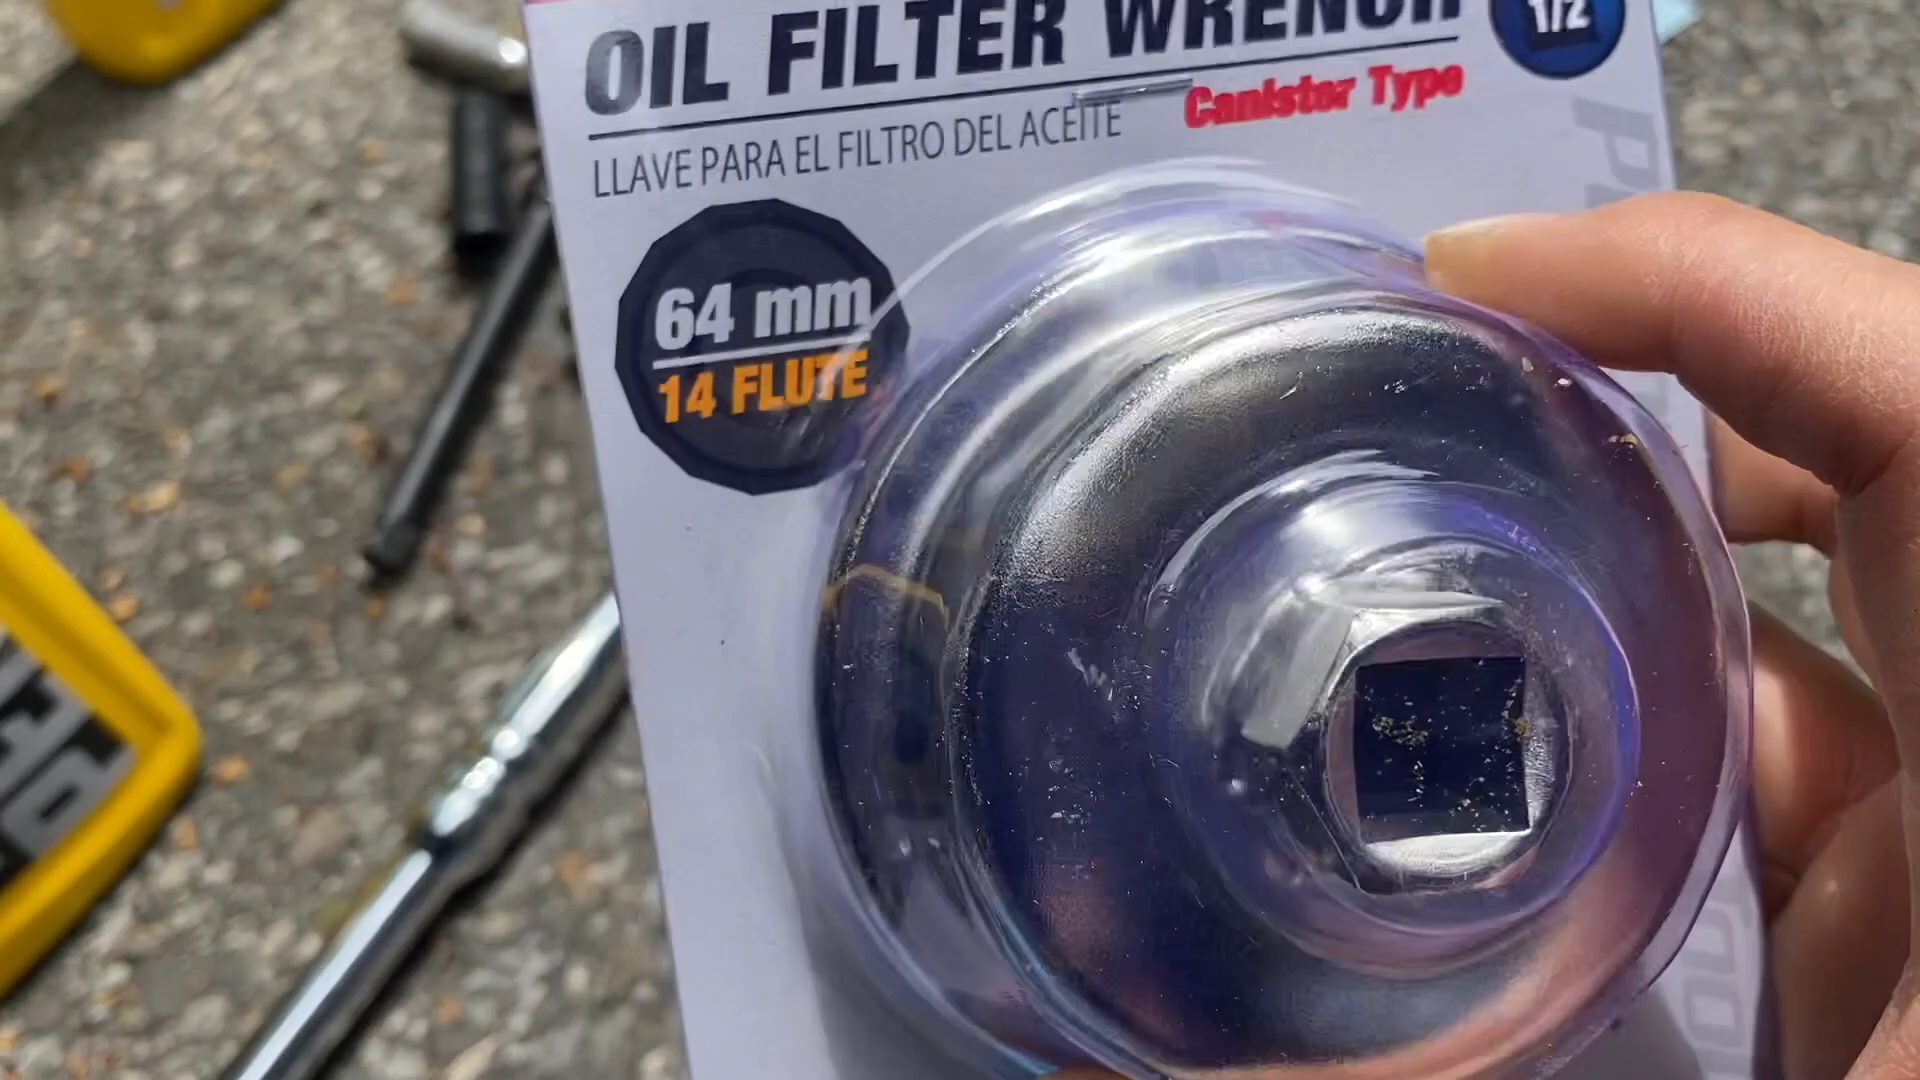 OIL FILTER WRENCH
1/2
Canister Type
LLAVE PARA EL FILTRO DEL ACEITE
64 mm
14 FLUTE